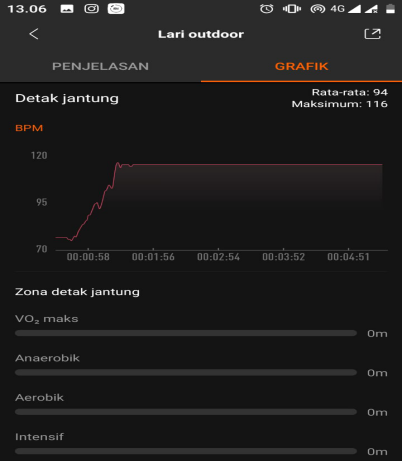 13.06
4G
Lari outdoor
PENJELASAN
GRAFIK
Detak jantung
Rata-rata: 94
Maksimum: 116
BPM
120
95
70
00:00:58 00:01:56 00:02:54 00:03:52 00:04:51
Zona detak jantung
VO₂ maks
0m
Anaerobik
0m
Aerobik
0m
Intensif
0m